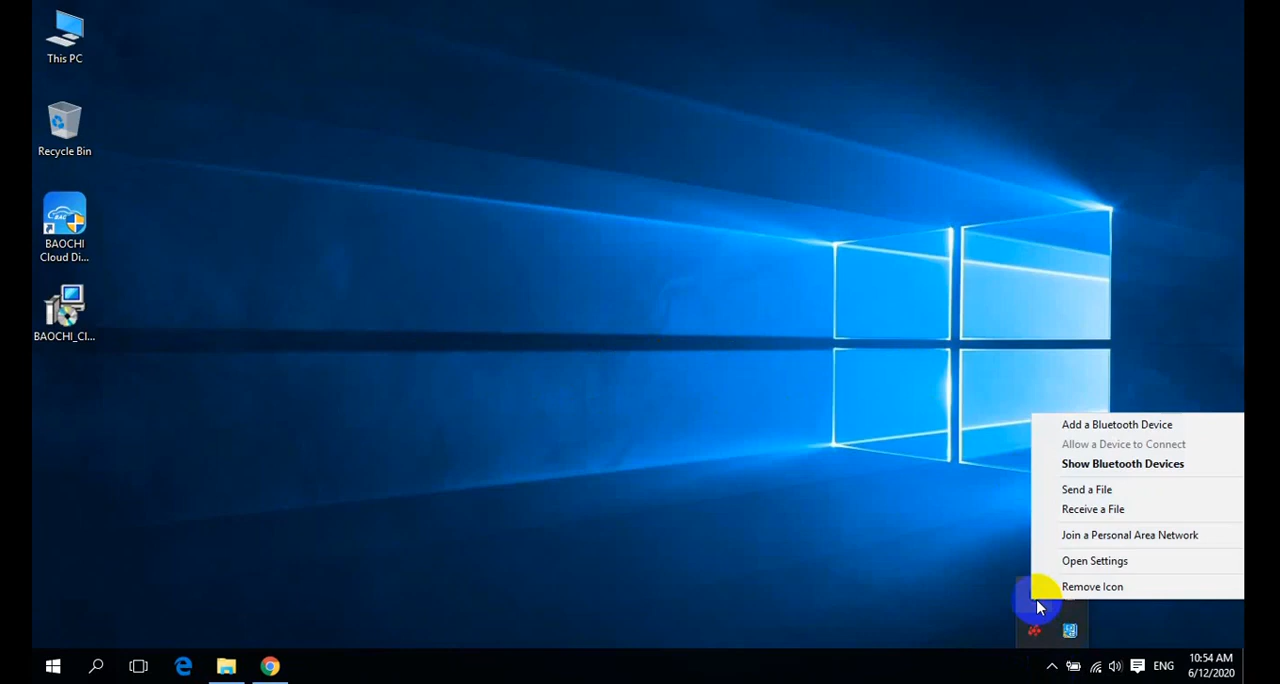 This PC
Recycle Bin
BAOCHI
Cloud Di...
BAOCHI_Cl...
Add a Bluetooth Device
Allow a Device to Connect
Show Bluetooth Devices
Send a File
Receive a File
Join a Personal Area Network
Open Settings
Remove Icon
ENG
10:54 AM
6/12/2020